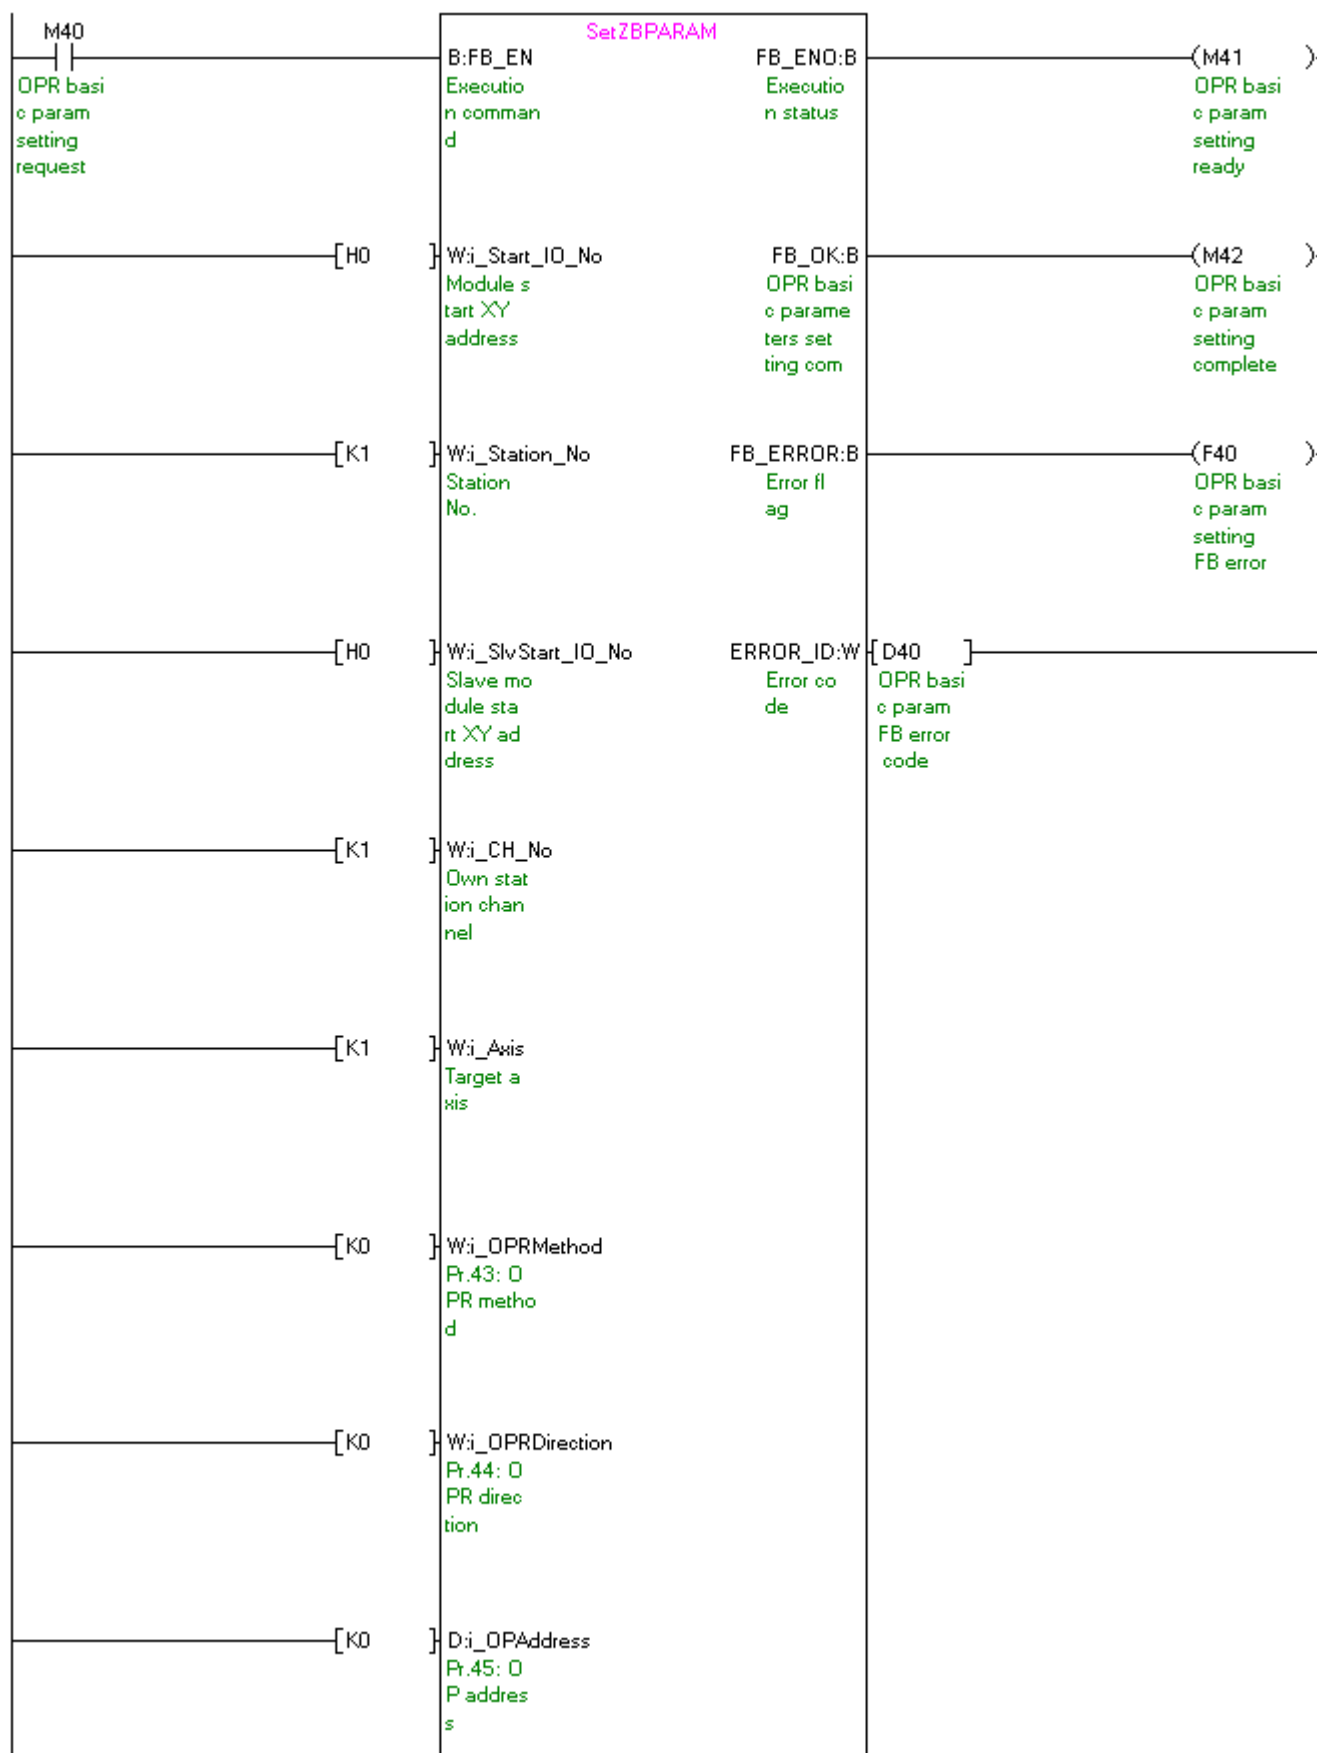 M40
SetZBPARAM
B:FB_EN
FB_ENO:B
(M41 )
OPR basi
c param
setting
request
Executio
n comman
d
Executio
n status
OPR basi
c param
setting
ready
[H0 ]
W:i_Start_IO_No
FB_OK:B
(M42 )
Module s
tart XY
address
OPR basi
c parame
ters set
ting com
OPR basi
c param
setting
complete
[K1 ]
W:i_Station_No
FB_ERROR:B
(F40 )
Station
No.
Error fl
ag
OPR basi
c param
setting
FB error
[H0 ]
W:i_SlvStart_IO_No
ERROR_ID:W
[D40 ]
Slave mo
dule sta
rt XY ad
dress
Error co
de
OPR basi
c param
FB error
code
[K1 ]
W:i_CH_No
Own stat
ion chan
nel
[K1 ]
W:i_Axis
Target a
xis
[K0 ]
W:i_OPRMethod
Pr.43: O
PR metho
d
[K0 ]
W:i_OPRDirection
Pr.44: O
PR direc
tion
[K0 ]
D:i_OPAddress
Pr.45: O
P addres
s